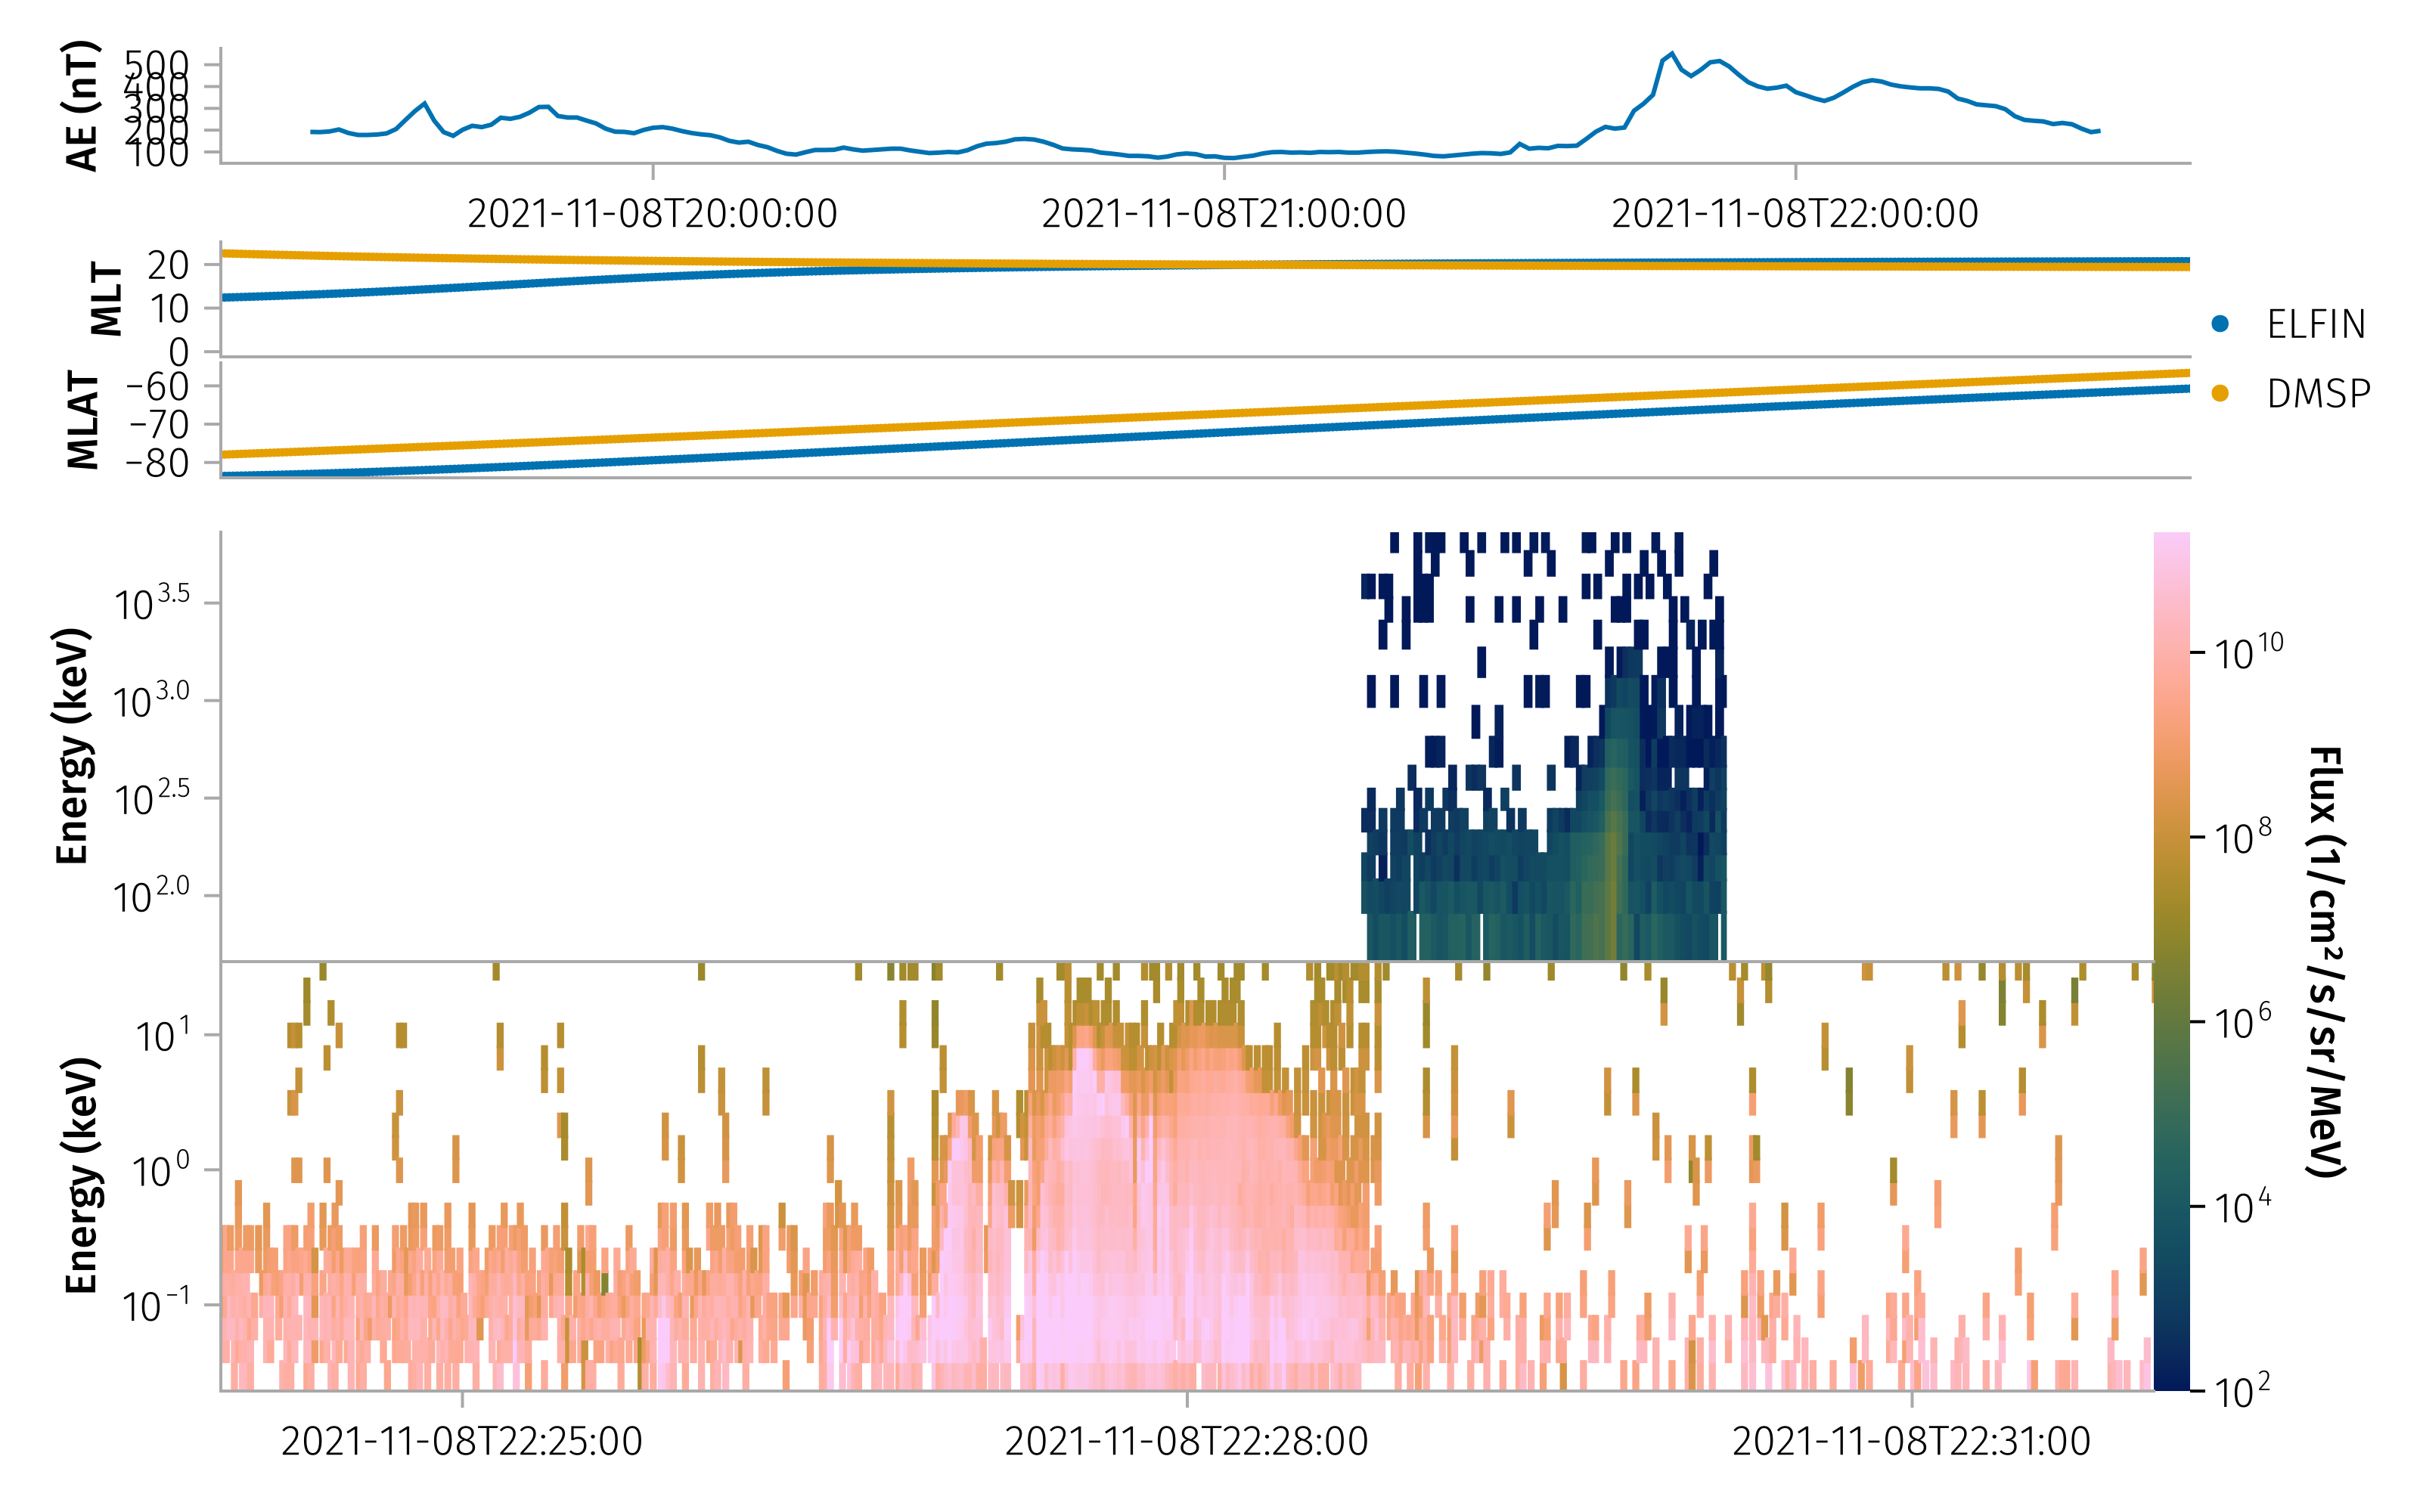 AE (nT)
500
400
300
200
100
2021-11-08T20:00:00 2021-11-08T21:00:00 2021-11-08T22:00:00
MLT
20
10
0
MLAT
−60
−70
−80
ELFIN
DMSP
Energy (keV)
10^3.5
10^3.0
10^2.5
10^2.0
Energy (keV)
10^1
10^0
10^−1
2021-11-08T22:25:00 2021-11-08T22:28:00 2021-11-08T22:31:00
10^10
10^8
10^6
10^4
10^2
Flux (1/cm²/s/sr/MeV)